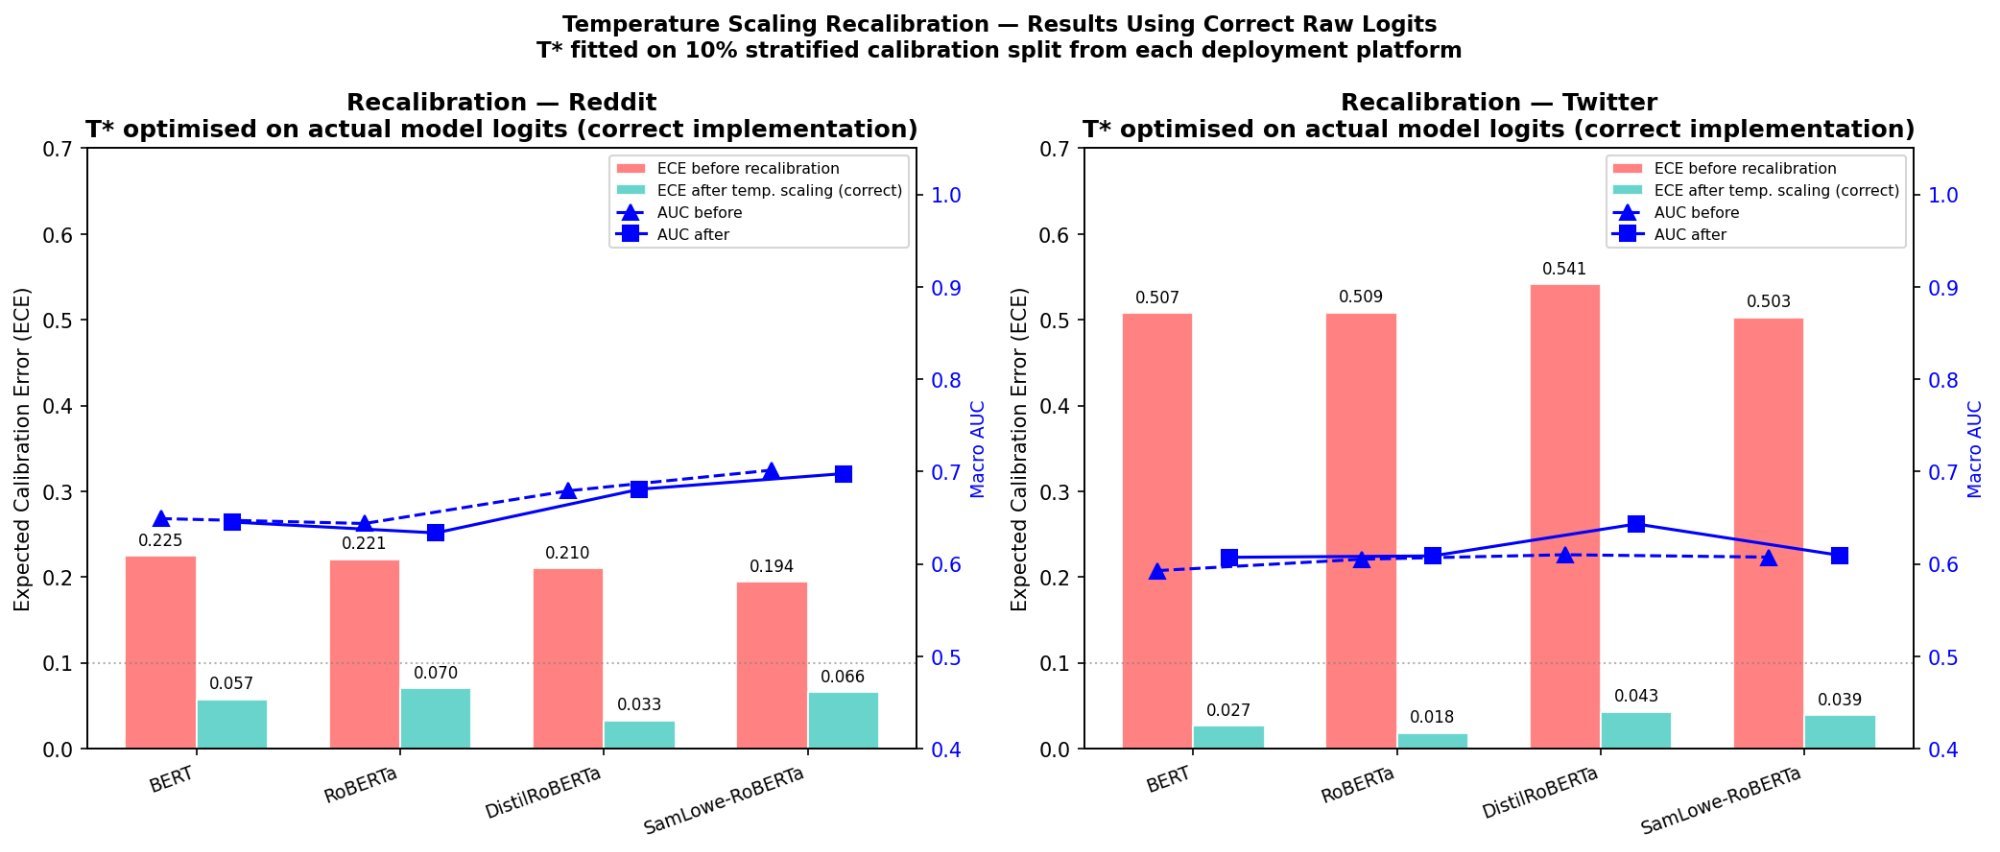 Temperature Scaling Recalibration — Results Using Correct Raw Logits
T* fitted on 10% stratified calibration split from each deployment platform
Recalibration — Reddit
T* optimised on actual model logits (correct implementation)
0.7
0.6
0.5
0.4
0.3
0.2
0.1
0.0
Expected Calibration Error (ECE)
ECE before recalibration
ECE after temp. scaling (correct)
AUC before
AUC after
0.225
0.057
0.221
0.070
0.210
0.033
0.194
0.066
1.0
0.9
0.8
0.7
0.6
0.5
0.4
Macro AUC
BERT
RoBERTa
DistilRoBERTa
SamLowe-RoBERTa
Recalibration — Twitter
T* optimised on actual model logits (correct implementation)
0.7
0.6
0.5
0.4
0.3
0.2
0.1
0.0
Expected Calibration Error (ECE)
ECE before recalibration
ECE after temp. scaling (correct)
AUC before
AUC after
0.507
0.027
0.509
0.018
0.541
0.043
0.503
0.039
1.0
0.9
0.8
0.7
0.6
0.5
0.4
Macro AUC
BERT
RoBERTa
DistilRoBERTa
SamLowe-RoBERTa